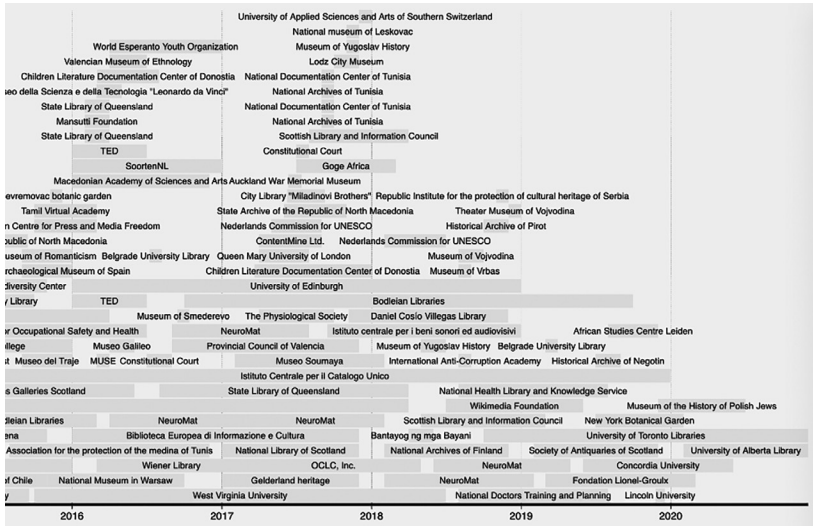 University of Applied Sciences and Arts of Southern Switzerland
National museum of Leskovac
World Esperanto Youth Organization Museum of Yugoslav History
Valencian Museum of Ethnology Lodz City Museum
Children Literature Documentation Center of Donostia National Documentation Center of Tunisia
seo della Scienza e della Tecnologia "Leonardo da Vinci" National Archives of Tunisia
State Library of Queensland National Documentation Center of Tunisia
Mansutti Foundation National Archives of Tunisia
State Library of Queensland Scottish Library and Information Council
TED Constitutional Court
SoortenNL Goge Africa
Macedonian Academy of Sciences and Arts Auckland War Memorial Museum
evremovac botanic garden City Library "Miladinovi Brothers" Republic Institute for the protection of cultural heritage of Serbia
Tamil Virtual Academy State Archive of the Republic of North Macedonia Theater Museum of Vojvodina
n Centre for Press and Media Freedom Nederlands Commission for UNESCO Historical Archive of Pirot
public of North Macedonia ContentMine Ltd. Nederlands Commission for UNESCO
useum of Romanticism Belgrade University Library Queen Mary University of London Museum of Vojvodina
rchaeological Museum of Spain Children Literature Documentation Center of Donostia Museum of Vrbas
diversity Center University of Edinburgh
y Library TED Bodleian Libraries
Museum of Smederevo The Physiological Society Daniel Cosío Villegas Library
or Occupational Safety and Health NeuroMat Istituto centrale per i beni sonori ed audiovisivi African Studies Centre Leiden
ollege Museo Galileo Provincial Council of Valencia Museum of Yugoslav History Belgrade University Library
st Museo del Traje MUSE Constitutional Court Museo Soumaya International Anti-Corruption Academy Historical Archive of Negotin
Istituto Centrale per il Catalogo Unico
s Galleries Scotland State Library of Queensland National Health Library and Knowledge Service
Wikimedia Foundation Museum of the History of Polish Jews
dleian Libraries NeuroMat NeuroMat Scottish Library and Information Council New York Botanical Garden
ena Biblioteca Europea di Informazione e Cultura Bantayog ng mga Bayani University of Toronto Libraries
Association for the protection of the medina of Tunis National Library of Scotland National Archives of Finland Society of Antiquaries of Scotland University of Alberta Library
Wiener Library OCLC, Inc. NeuroMat Concordia University
of Chile National Museum in Warsaw Gelderland heritage NeuroMat Fondation Lionel-Groulx
y West Virginia University National Doctors Training and Planning Lincoln University
2016 2017 2018 2019 2020